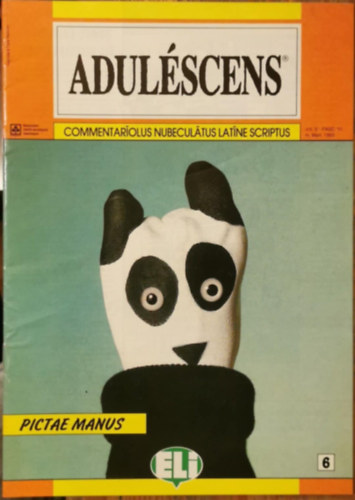 ADULÉSCENS®
COMMENTARÍOLUS NUBECULÁTUS LATÍNE SCRIPTUS
PICTAE MANUS
ELI
6